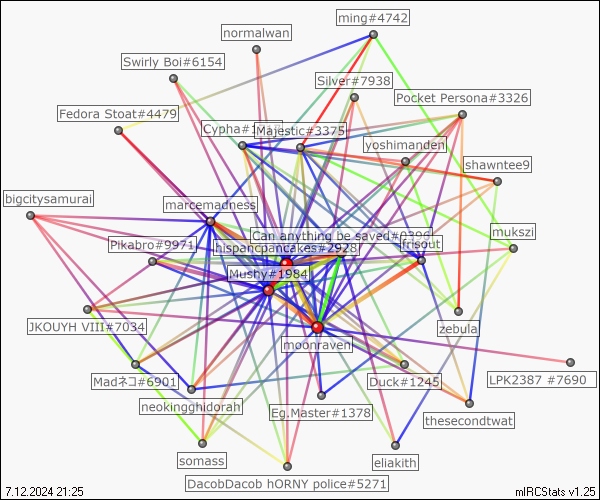 ming#4742
normalwan
Swirly Boi#6154
Silver#7938
Pocket Persona#3326
Fedora Stoat#4479
Cypha#1
Majestic#3375
yoshimanden
shawntee9
bigcitysamurai
marcemadness
mukszi
Can anything be saved#0396
Pikabro#9971
hispanopancakes#2928
frisout
Mushy#1984
JKOUYH VIII#7034
zebula
moonraven
Madネコ#6901
Duck#1245
LPK2387 #7690
neokingghidorah
Eg.Master#1378
thesecondtwat
somass
eliakith
DacobDacob hORNY police#5271
7.12.2024 21:25
mIRCStats v1.25